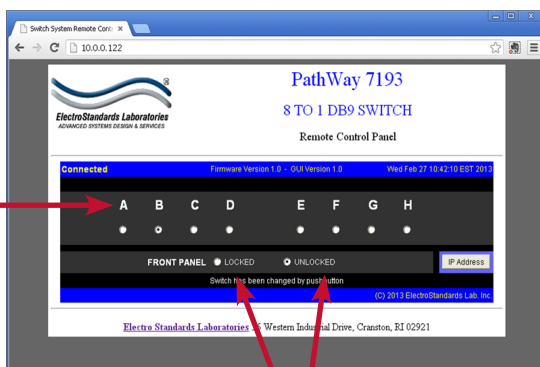 Switch System Remote Contr
10.0.0.122
ElectroStandards Laboratories
ADVANCED SYSTEMS DESIGN & SERVICES
PathWay 7193
8 TO 1 DB9 SWITCH
Remote Control Panel
Connected Firmware Version 1.0 - GUI Version 1.0 Wed Feb 27 10:42:10 EST 2013
A B C D E F G H
FRONT PANEL LOCKED UNLOCKED IP Address
Switch has been changed by pushbutton
(C) 2013 ElectroStandards Lab. Inc.
Electro Standards Laboratories Western Industrial Drive, Cranston, RI 02921